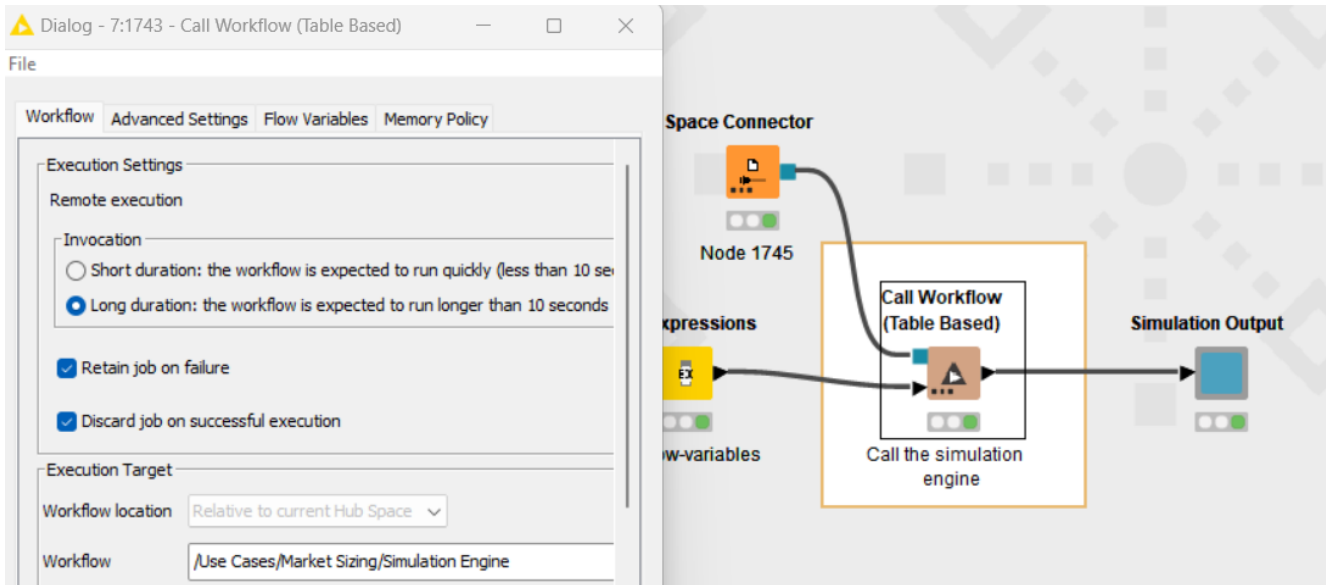 Dialog - 7:1743 - Call Workflow (Table Based)
File
Workflow Advanced Settings Flow Variables Memory Policy
Execution Settings
Remote execution
Invocation
Short duration: the workflow is expected to run quickly (less than 10 se
Long duration: the workflow is expected to run longer than 10 seconds
Retain job on failure
Discard job on successful execution
Execution Target
Workflow location Relative to current Hub Space
Workflow /Use Cases/Market Sizing/Simulation Engine
Space Connector
Node 1745
xpressions
EX
w-variables
Call Workflow
(Table Based)
Call the simulation
engine
Simulation Output